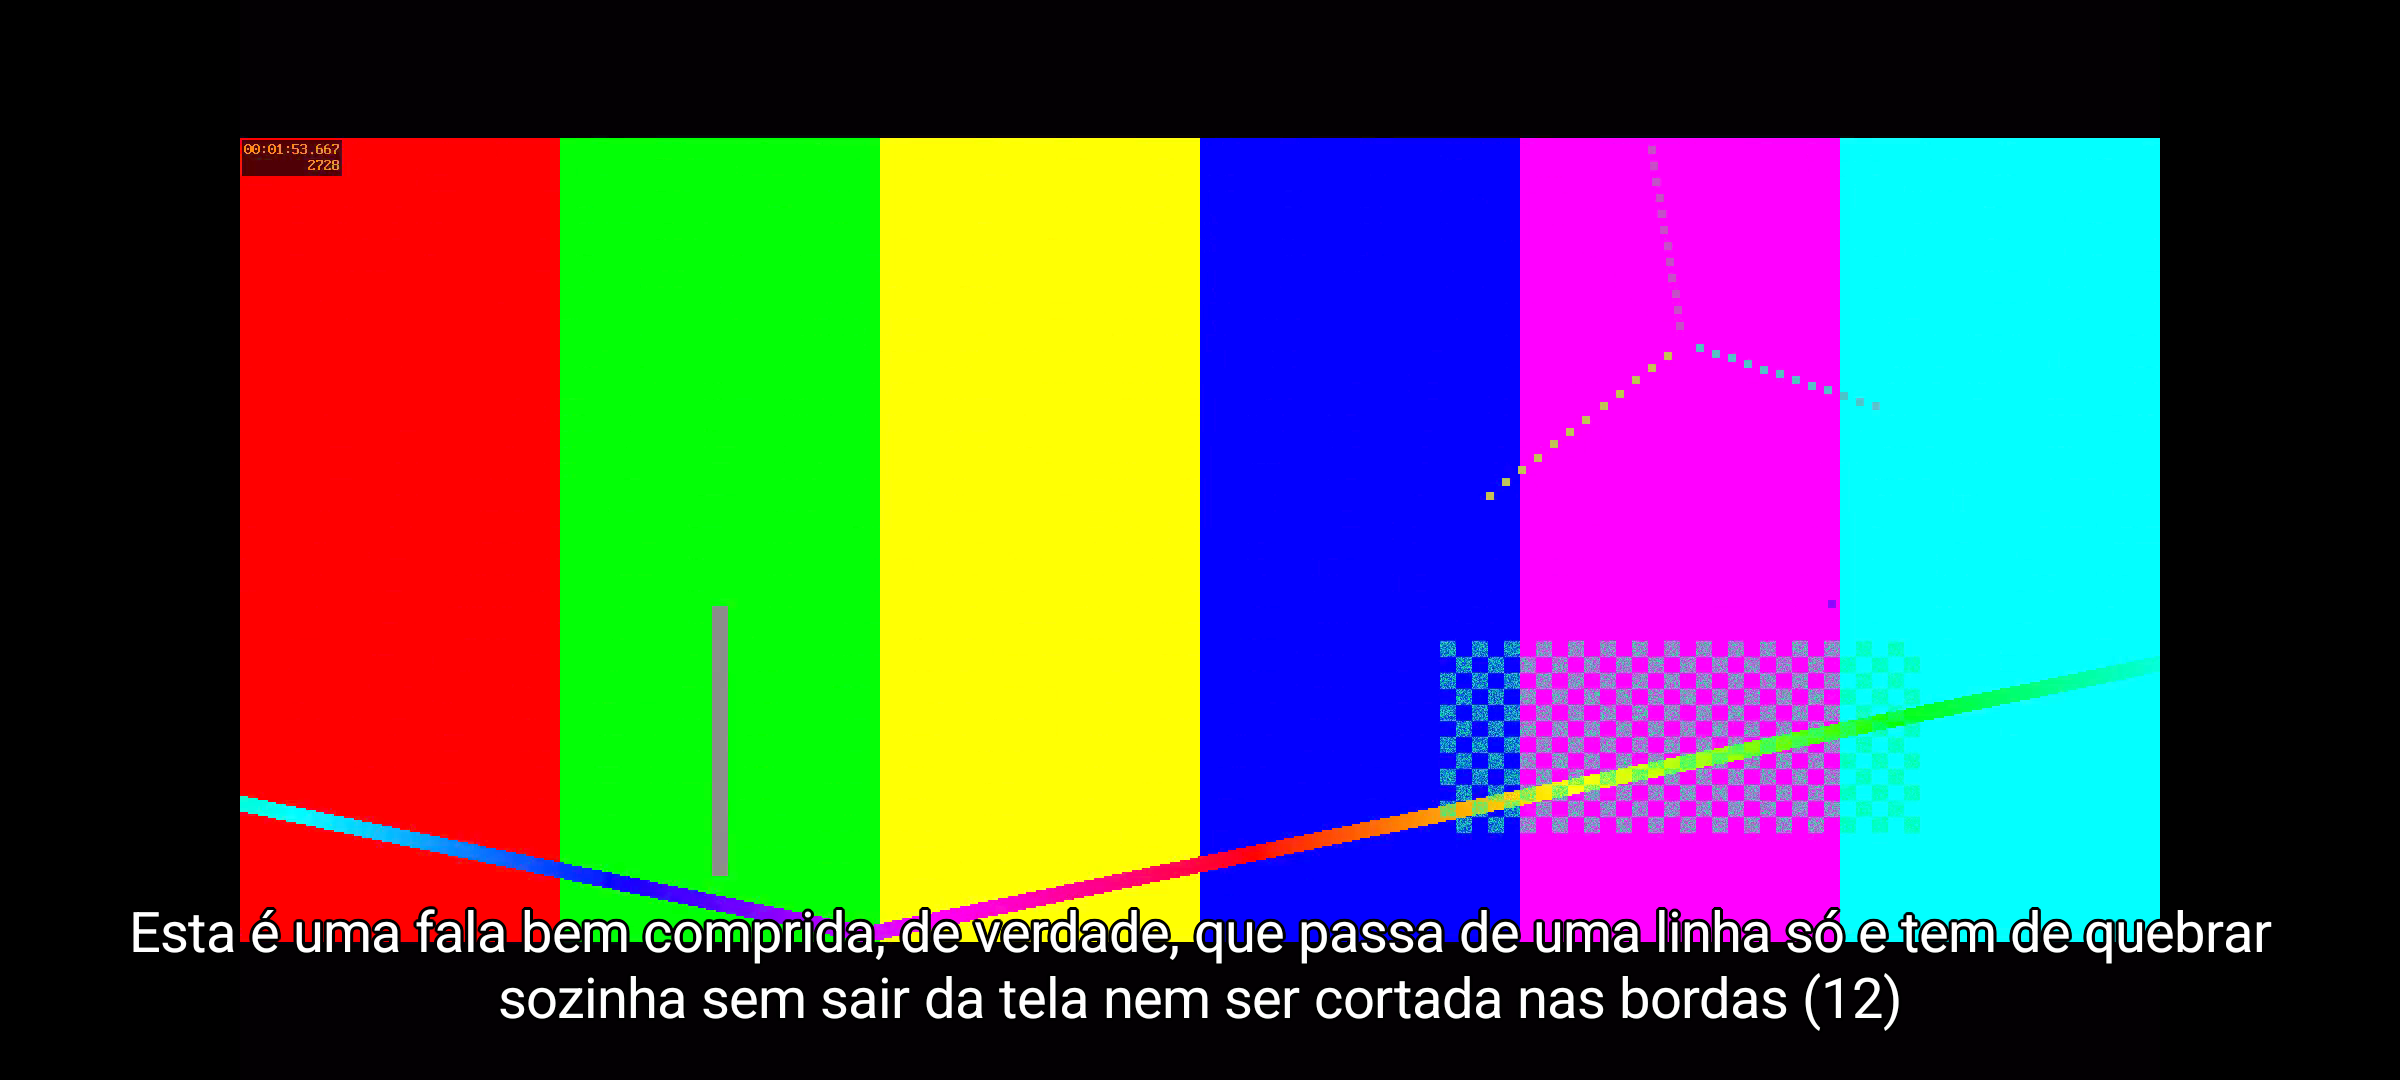 00:01:53.667
2728
Esta é uma fala bem comprida, de verdade, que passa de uma linha só e tem de quebrar
sozinha sem sair da tela nem ser cortada nas bordas (12)